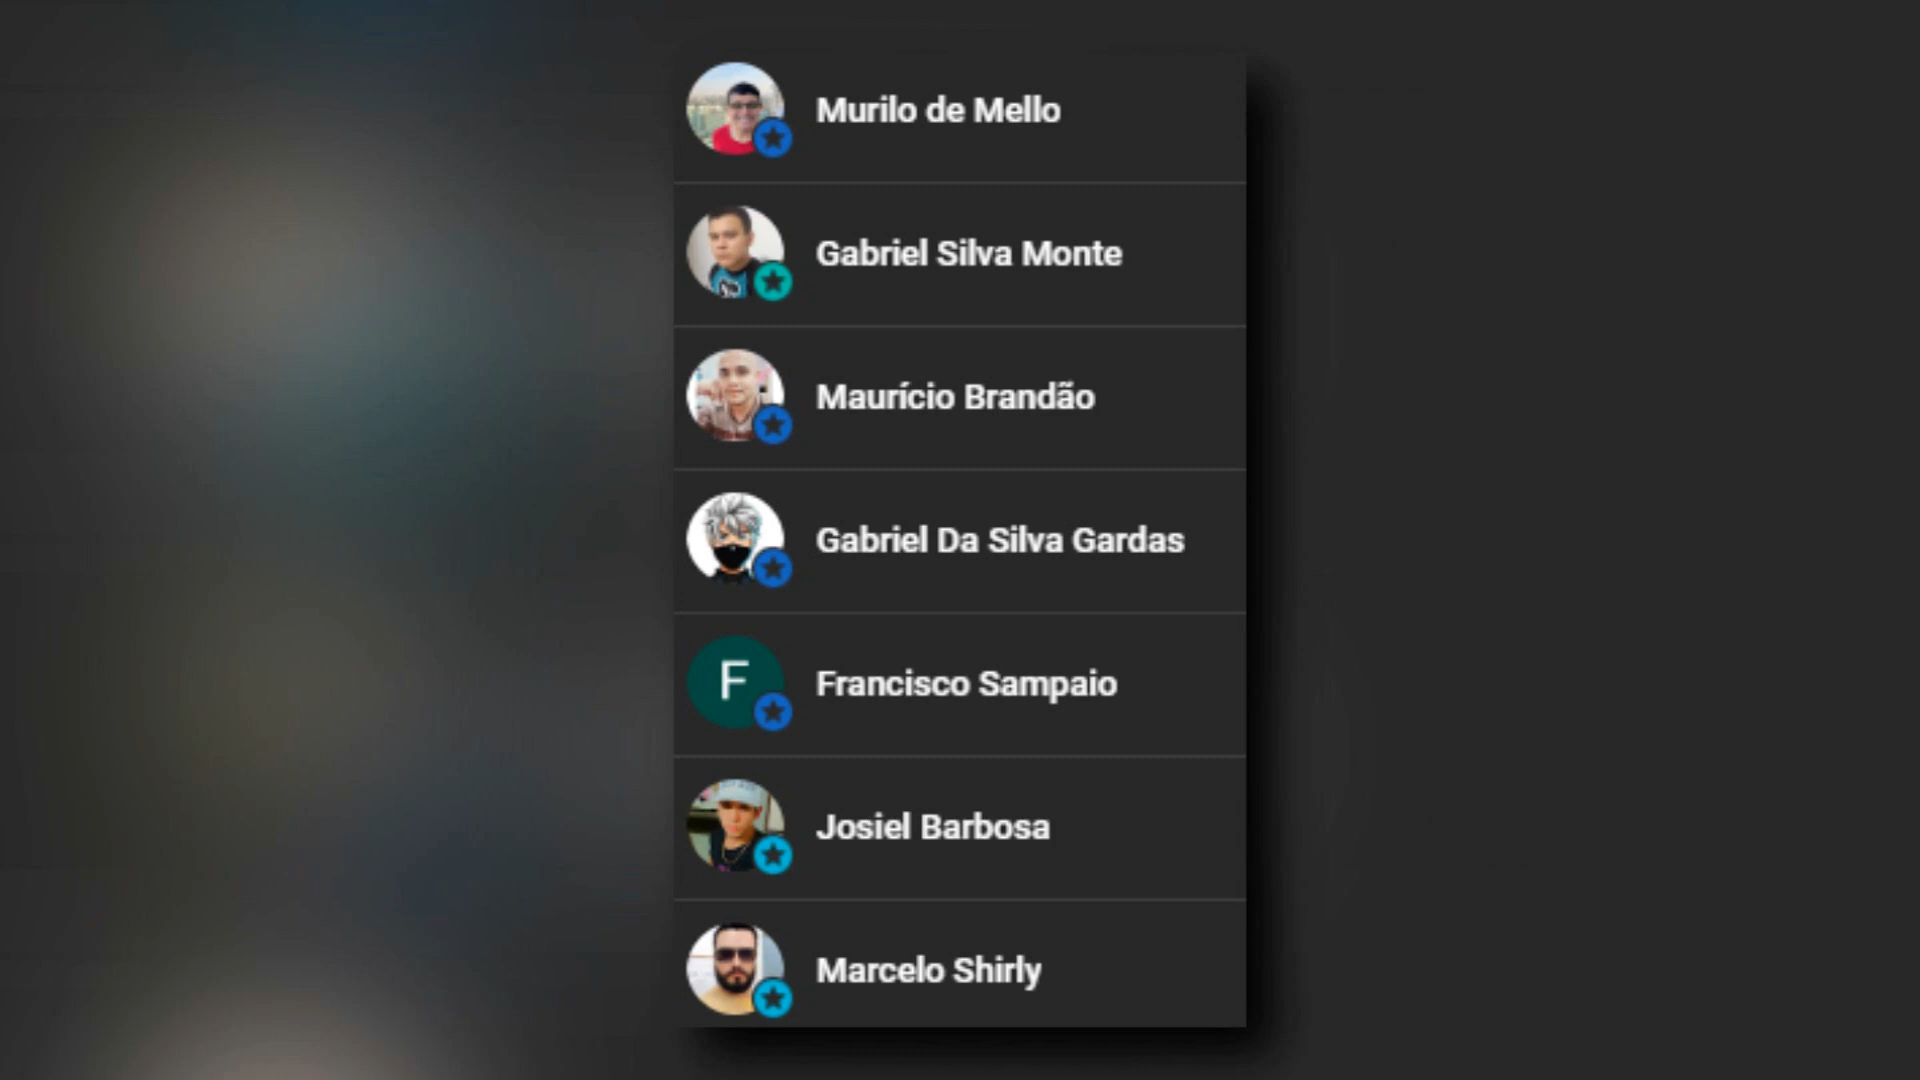 Murilo de Mello
Gabriel Silva Monte
Maurício Brandão
Gabriel Da Silva Gardas
F
Francisco Sampaio
Josiel Barbosa
Marcelo Shirly